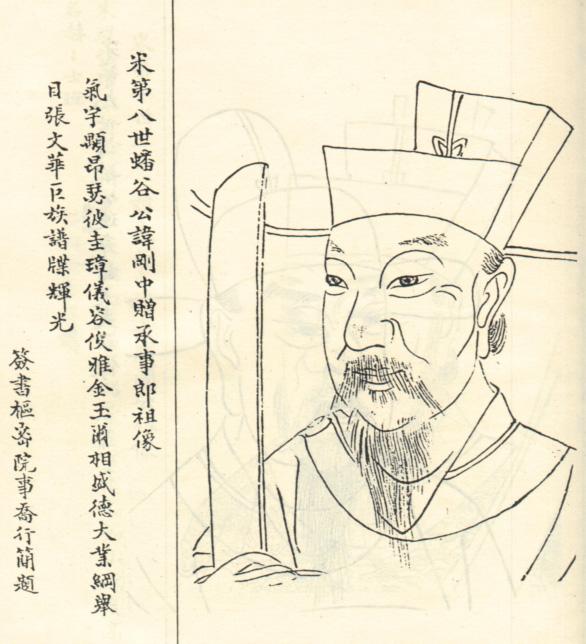 宋第八世蟠谷公諱剛中贈承事郎祖像
氣宇顯昂瑟彼圭璋儀容俊雅金玉淵相盛德大業綱舉
目張文華巨族譜牒輝光
簽書樞密院事喬行簡題